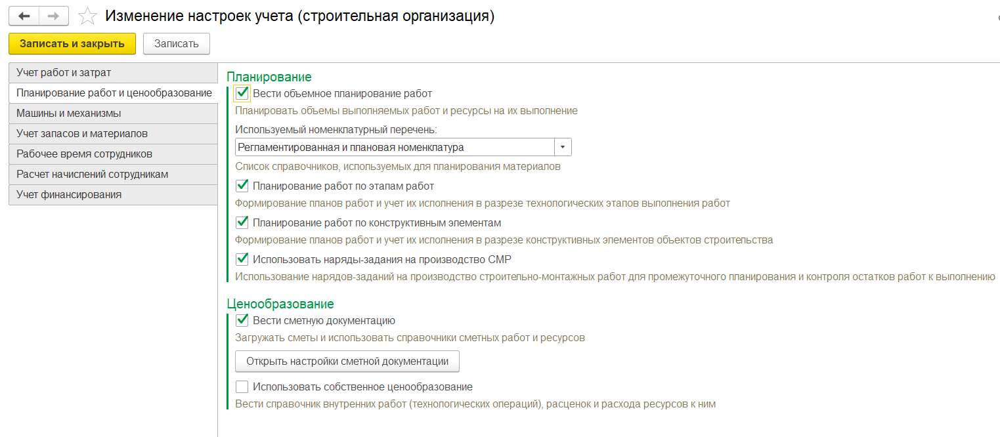 Изменение настроек учета (строительная организация)
Записать и закрыть
Записать
Учет работ и затрат
Планирование работ и ценообразование
Машины и механизмы
Учет запасов и материалов
Рабочее время сотрудников
Расчет начислений сотрудникам
Учет финансирования
Планирование
Вести объемное планирование работ
Планировать объемы выполняемых работ и ресурсы на их выполнение
Используемый номенклатурный перечень:
Регламентированная и плановая номенклатура
Список справочников, используемых для планирования материалов
Планирование работ по этапам работ
Формирование планов работ и учет их исполнения в разрезе технологических этапов выполнения работ
Планирование работ по конструктивным элементам
Формирование планов работ и учет их исполнения в разрезе конструктивных элементов объектов строительства
Использовать наряды-задания на производство СМР
Использование нарядов-заданий на производство строительно-монтажных работ для промежуточного планирования и контроля остатков работ к выполнению
Ценообразование
Вести сметную документацию
Загружать сметы и использовать справочники сметных работ и ресурсов
Открыть настройки сметной документации
Использовать собственное ценообразование
Вести справочник внутренних работ (технологических операций), расценок и расхода ресурсов к ним